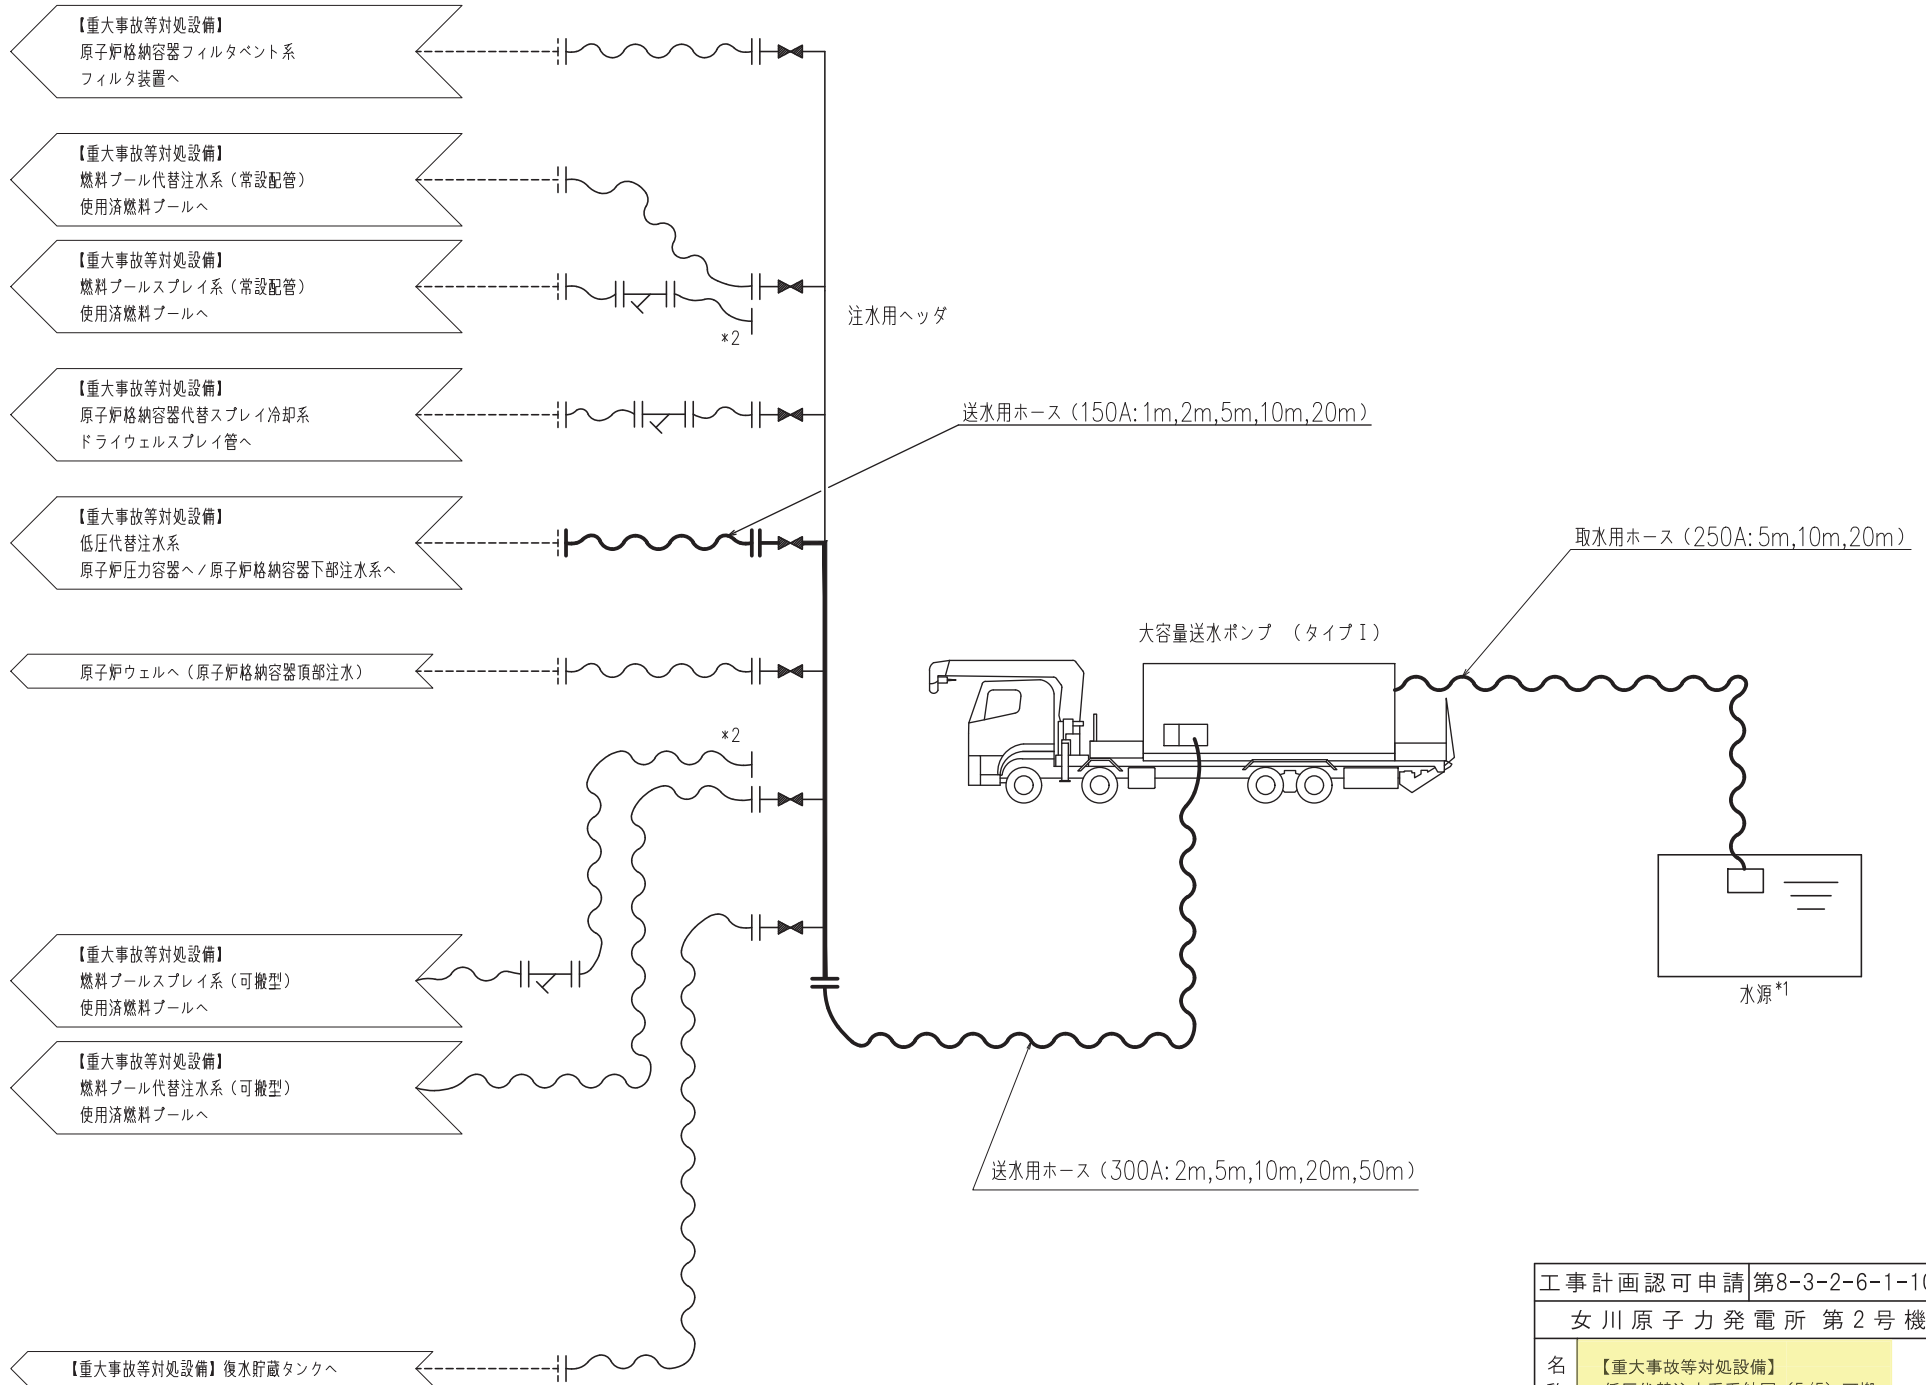 【重大事故等対処設備】
原子炉格納容器フィルタベント系
フィルタ装置へ
【重大事故等対処設備】
燃料プール代替注水系（常設配管）
使用済燃料プールへ
【重大事故等対処設備】
燃料プールスプレイ系（常設配管）
使用済燃料プールへ
*2
注水用ヘッダ
【重大事故等対処設備】
原子炉格納容器代替スプレイ冷却系
ドライウェルスプレイ管へ
送水用ホース（150A:1m,2m,5m,10m,20m）
【重大事故等対処設備】
低圧代替注水系
原子炉圧力容器へ／原子炉格納容器下部注水系へ
取水用ホース（250A:5m,10m,20m）
大容量送水ポンプ （タイプⅠ）
原子炉ウェルへ（原子炉格納容器頂部注水）
*2
【重大事故等対処設備】
燃料プールスプレイ系（可搬型）
使用済燃料プールへ
水源*1
【重大事故等対処設備】
燃料プール代替注水系（可搬型）
使用済燃料プールへ
送水用ホース（300A:2m,5m,10m,20m,50m）
【重大事故等対処設備】復水貯蔵タンクへ
工事計画認可申請 第8-3-2-6-1-10
女川原子力発電所 第2号機
名
【重大事故等対処設備】